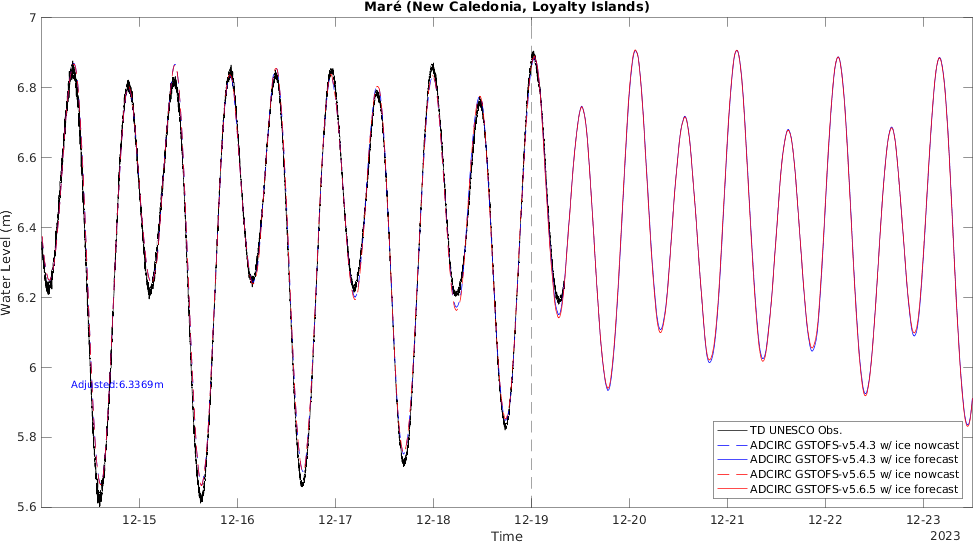 Maré (New Caledonia, Loyalty Islands)
7
6.8
6.6
6.4
6.2
6
5.8
5.6
Water Level (m)
Adjusted:6.3369m
TD UNESCO Obs.
ADCIRC GSTOFS-v5.4.3 w/ ice nowcast
ADCIRC GSTOFS-v5.4.3 w/ ice forecast
ADCIRC GSTOFS-v5.6.5 w/ ice nowcast
ADCIRC GSTOFS-v5.6.5 w/ ice forecast
12-15 12-16 12-17 12-18 12-19 12-20 12-21 12-22 12-23
Time
2023